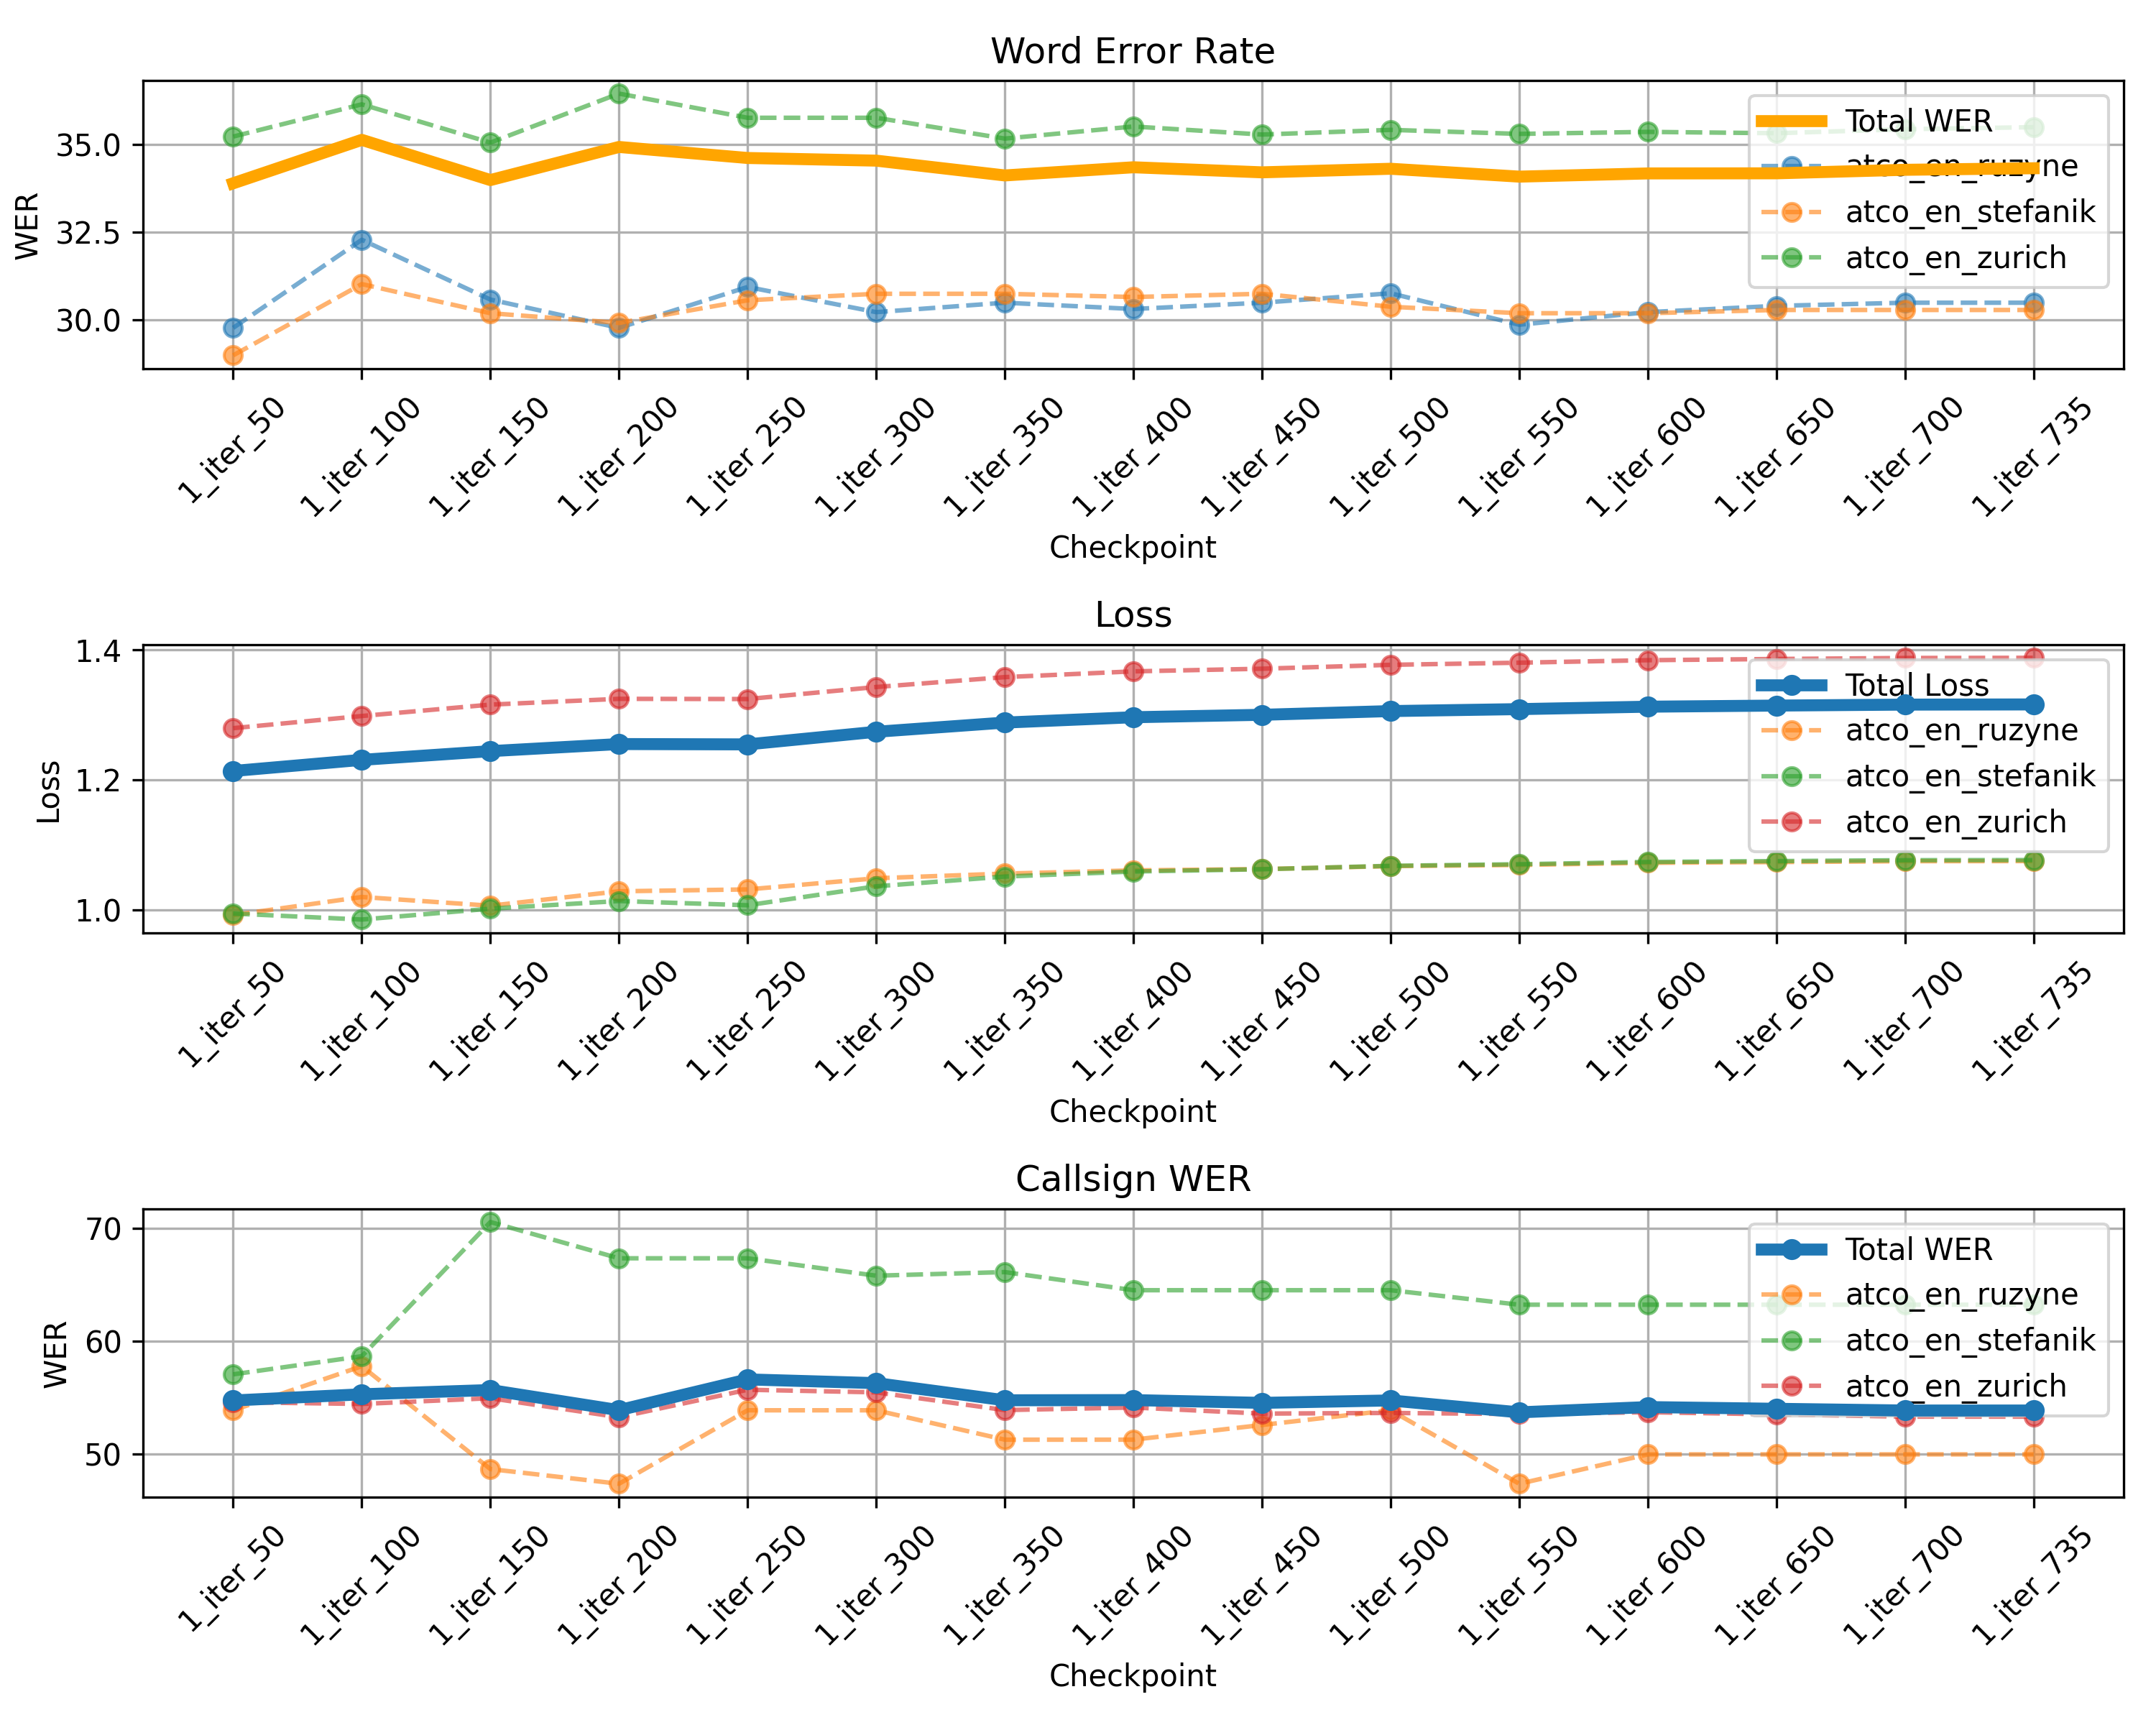 Word Error Rate
WER
35.0
32.5
30.0
Total WER
atco_en_ruzyne
atco_en_stefanik
atco_en_zurich
1_iter_50
1_iter_100
1_iter_150
1_iter_200
1_iter_250
1_iter_300
1_iter_350
1_iter_400
1_iter_450
1_iter_500
1_iter_550
1_iter_600
1_iter_650
1_iter_700
1_iter_735
Checkpoint
Loss
Loss
1.4
1.2
1.0
Total Loss
atco_en_ruzyne
atco_en_stefanik
atco_en_zurich
1_iter_50
1_iter_100
1_iter_150
1_iter_200
1_iter_250
1_iter_300
1_iter_350
1_iter_400
1_iter_450
1_iter_500
1_iter_550
1_iter_600
1_iter_650
1_iter_700
1_iter_735
Checkpoint
Callsign WER
WER
70
60
50
Total WER
atco_en_ruzyne
atco_en_stefanik
atco_en_zurich
1_iter_50
1_iter_100
1_iter_150
1_iter_200
1_iter_250
1_iter_300
1_iter_350
1_iter_400
1_iter_450
1_iter_500
1_iter_550
1_iter_600
1_iter_650
1_iter_700
1_iter_735
Checkpoint